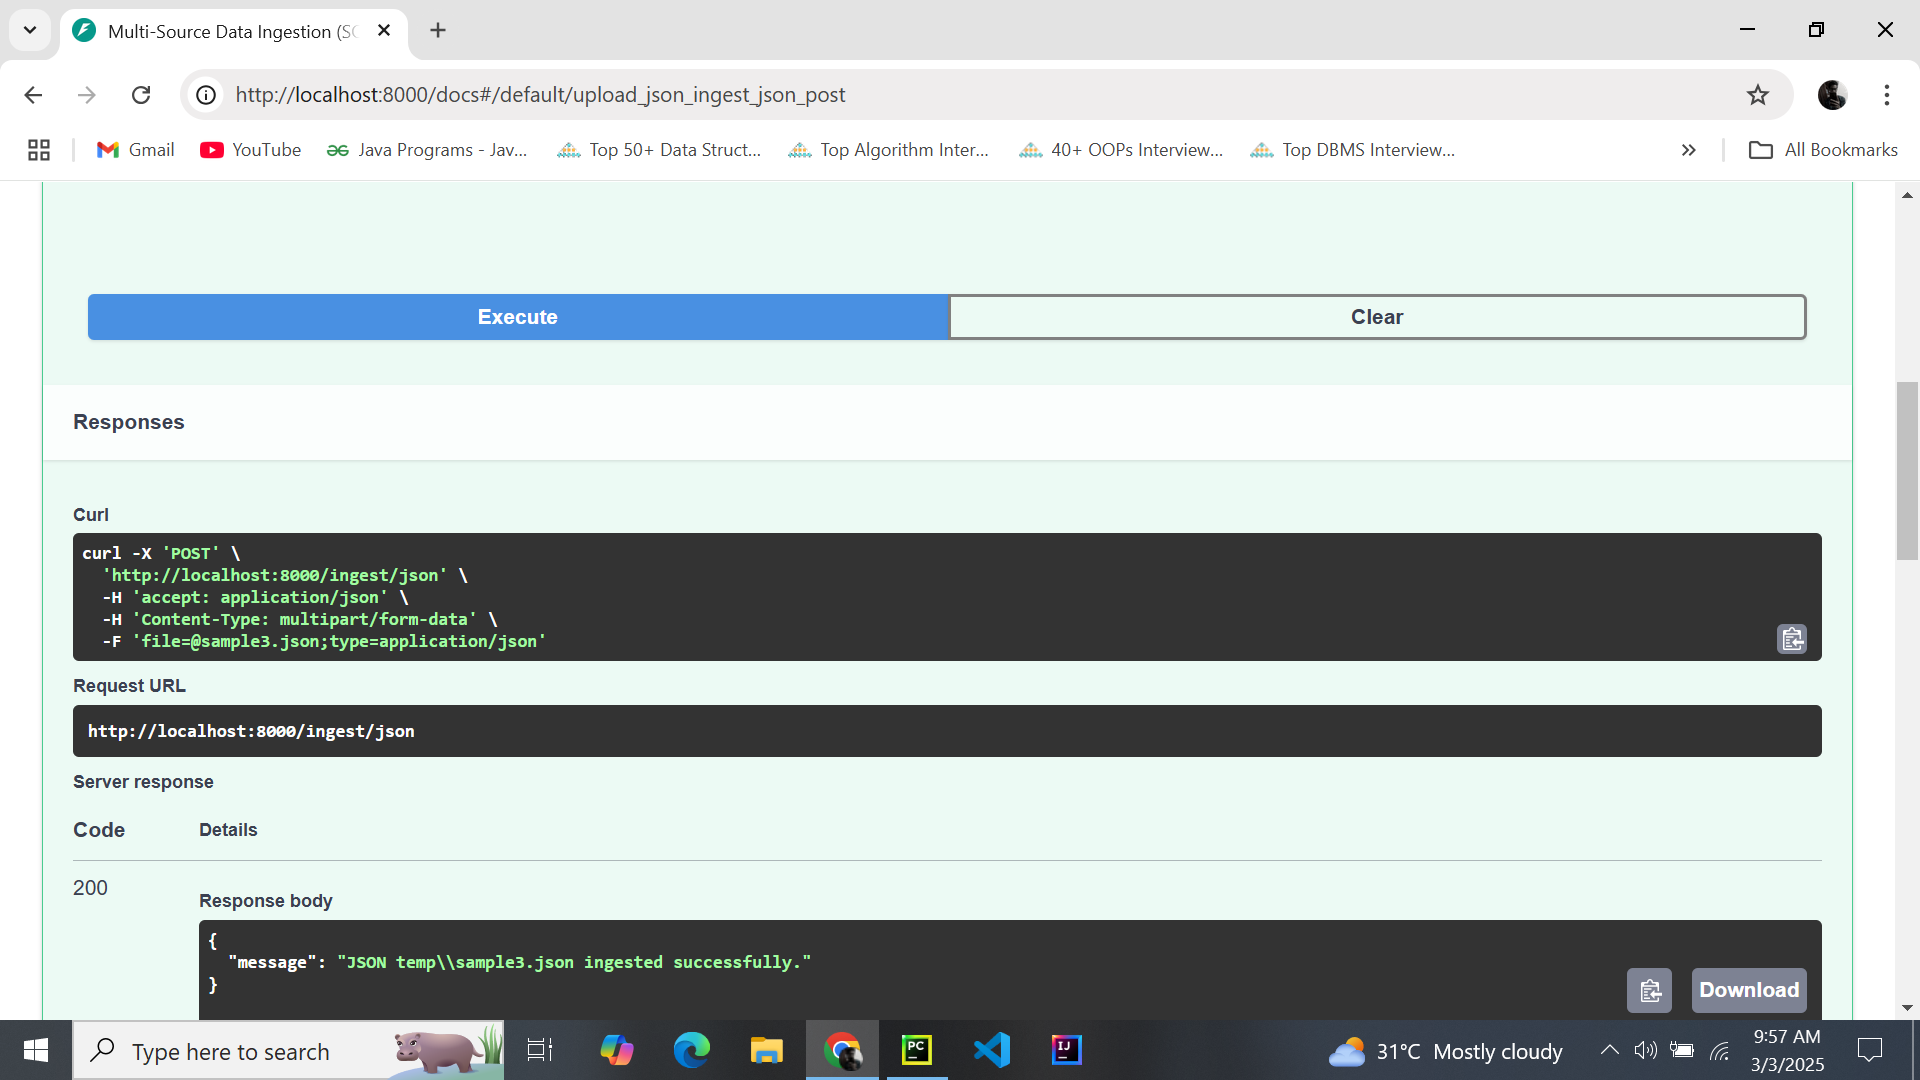 Multi-Source Data Ingestion (SC
http://localhost:8000/docs#/default/upload_json_ingest_json_post
Gmail
YouTube
Java Programs - Jav...
Top 50+ Data Struct...
Top Algorithm Inter...
40+ OOPs Interview...
Top DBMS Interview...
All Bookmarks
Execute
Clear
Responses
Curl
curl -X 'POST' \
'http://localhost:8000/ingest/json' \
-H 'accept: application/json' \
-H 'Content-Type: multipart/form-data' \
-F 'file=@sample3.json;type=application/json'
Request URL
http://localhost:8000/ingest/json
Server response
Code
Details
200
Response body
{
"message": "JSON temp\\sample3.json ingested successfully."
}
Download
Type here to search
PC
IJ
31°C Mostly cloudy
9:57 AM
3/3/2025